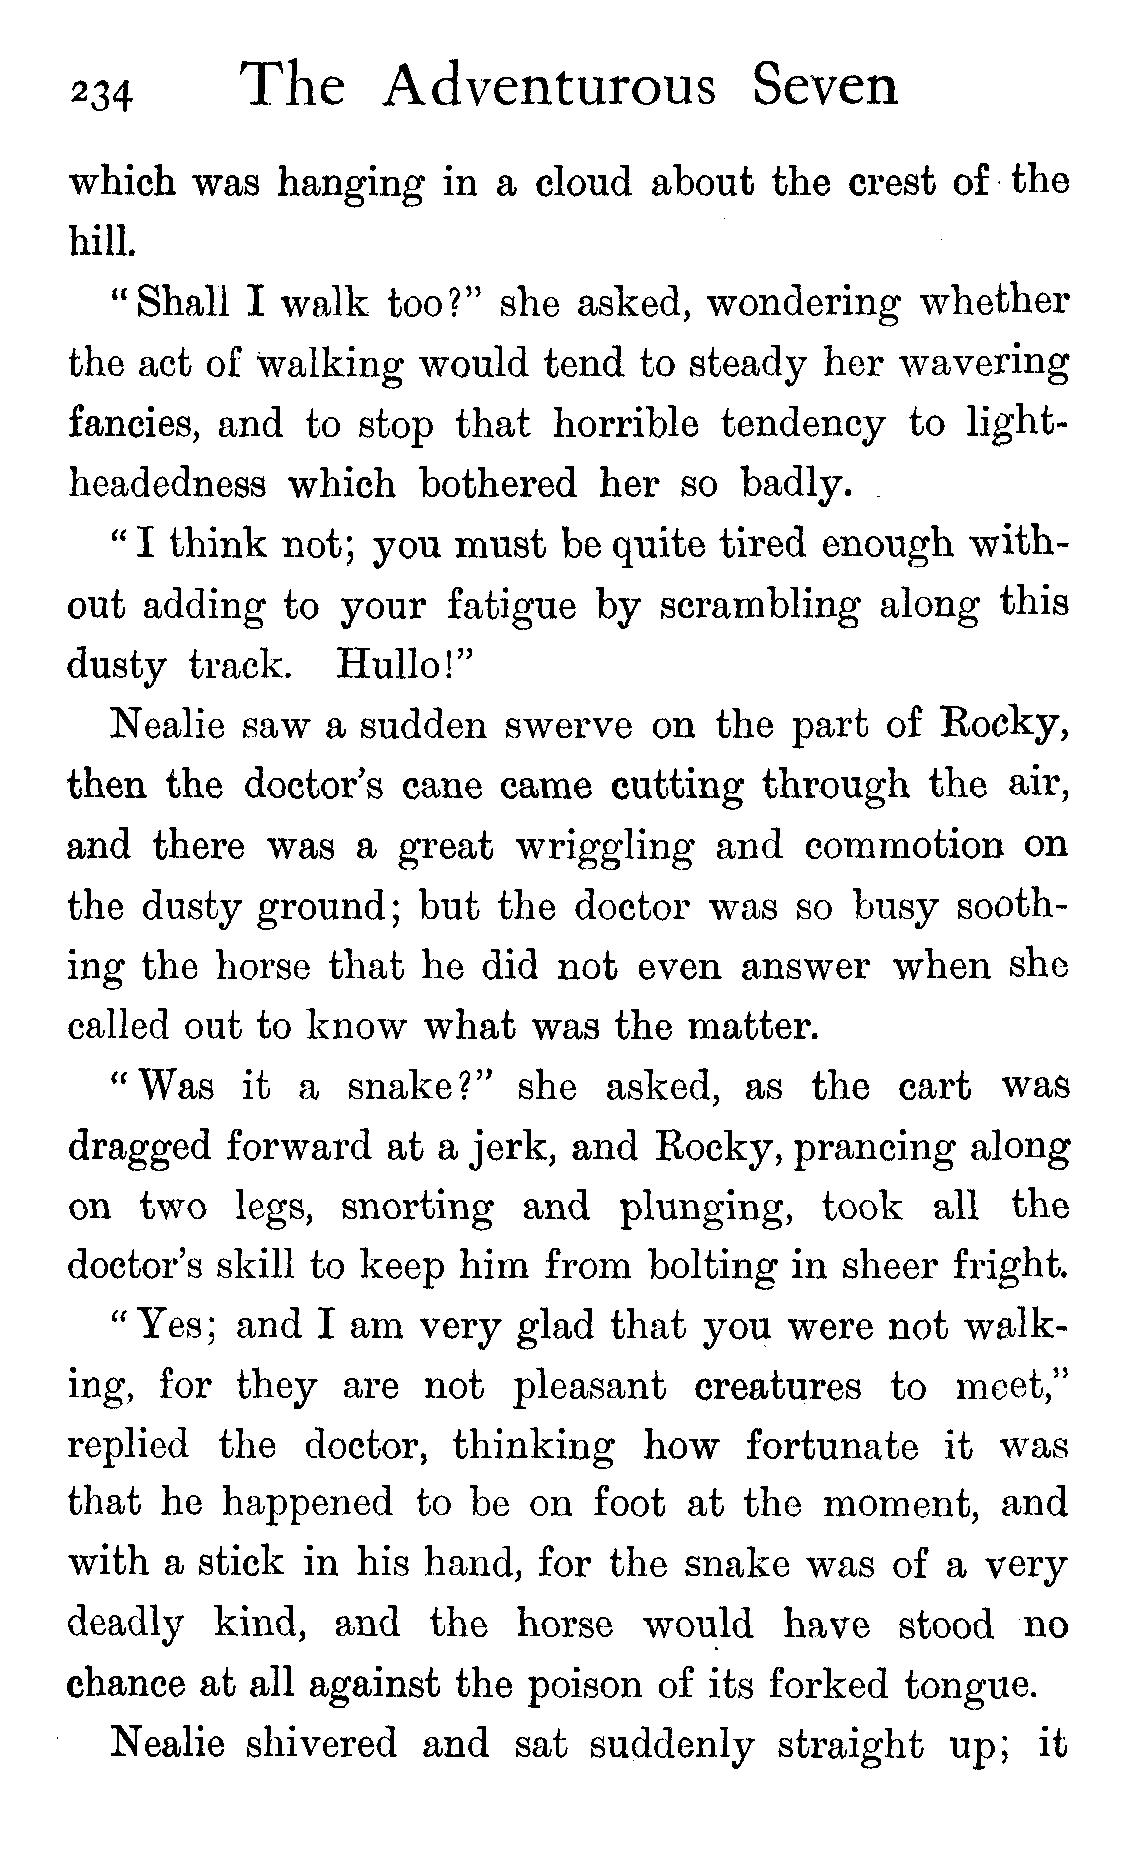 234 The Adventurous Seven
which was hanging in a cloud about the crest of the
hill.
"Shall I walk too?" she asked, wondering whether
the act of walking would tend to steady her wavering
fancies, and to stop that horrible tendency to light-
headedness which bothered her so badly.
"I think not; you must be quite tired enough with-
out adding to your fatigue by scrambling along this
dusty track. Hullo!"
Nealie saw a sudden swerve on the part of Rocky,
then the doctor's cane came cutting through the air,
and there was a great wriggling and commotion on
the dusty ground; but the doctor was so busy sooth-
ing the horse that he did not even answer when she
called out to know what was the matter.
"Was it a snake?" she asked, as the cart was
dragged forward at a jerk, and Rocky, prancing along
on two legs, snorting and plunging, took all the
doctor's skill to keep him from bolting in sheer fright.
"Yes; and I am very glad that you were not walk-
ing, for they are not pleasant creatures to meet,"
replied the doctor, thinking how fortunate it was
that he happened to be on foot at the moment, and
with a stick in his hand, for the snake was of a very
deadly kind, and the horse would have stood no
chance at all against the poison of its forked tongue.
Nealie shivered and sat suddenly straight up; it